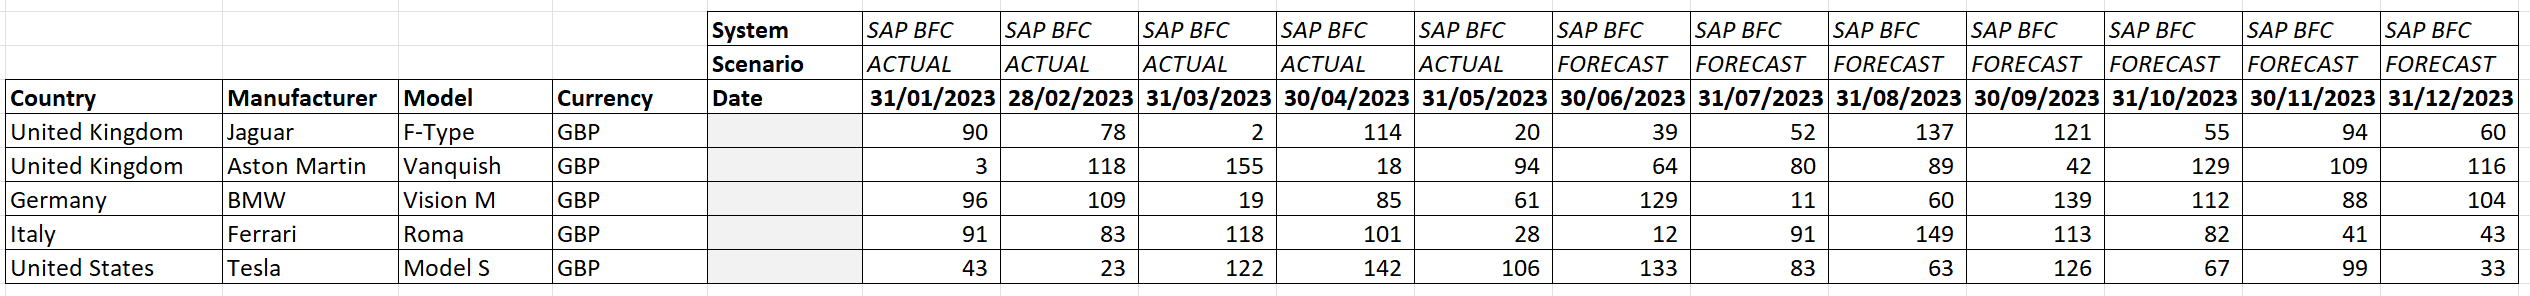 System SAP BFC SAP BFC SAP BFC SAP BFC SAP BFC SAP BFC SAP BFC SAP BFC SAP BFC SAP BFC SAP BFC SAP BFC
Scenario ACTUAL ACTUAL ACTUAL ACTUAL ACTUAL FORECAST FORECAST FORECAST FORECAST FORECAST FORECAST FORECAST
Country Manufacturer Model Currency Date 31/01/2023 28/02/2023 31/03/2023 30/04/2023 31/05/2023 30/06/2023 31/07/2023 31/08/2023 30/09/2023 31/10/2023 30/11/2023 31/12/2023
United Kingdom Jaguar F-Type GBP 90 78 2 114 20 39 52 137 121 55 94 60
United Kingdom Aston Martin Vanquish GBP 3 118 155 18 94 64 80 89 42 129 109 116
Germany BMW Vision M GBP 96 109 19 85 61 129 11 60 139 112 88 104
Italy Ferrari Roma GBP 91 83 118 101 28 12 91 149 113 82 41 43
United States Tesla Model S GBP 43 23 122 142 106 133 83 63 126 67 99 33